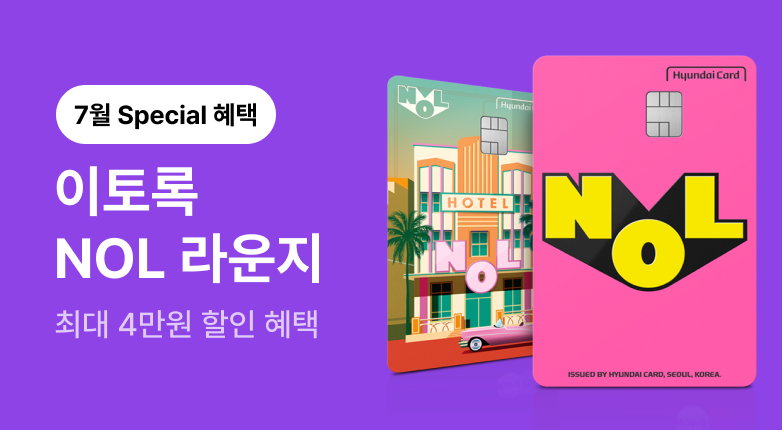 7월 Special 혜택
이토록
NOL 라운지
최대 4만원 할인 혜택
NOL
Hyundai
HOTEL
NOL
Hyundai Card
NOL
ISSUED BY HYUNDAI CARD, SEOUL, KOREA.